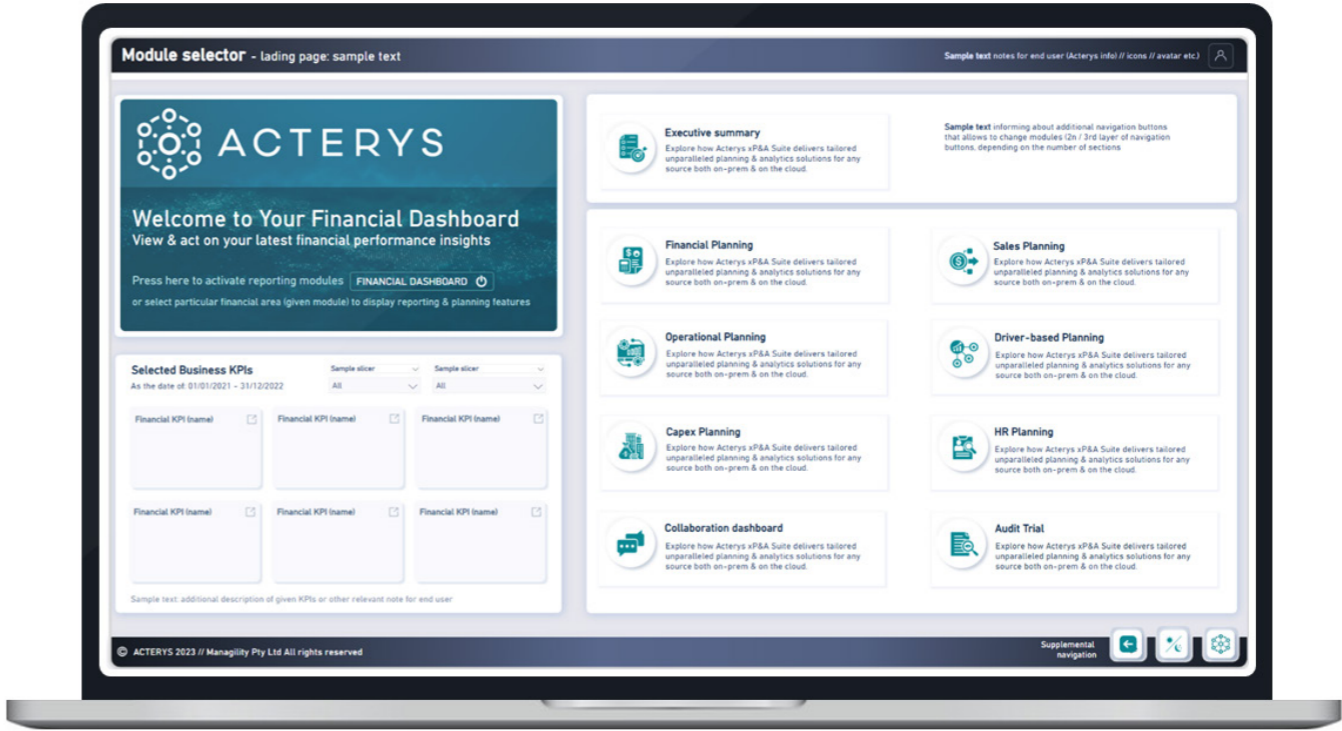 Module selector - lading page: sample text
Sample text notes for end user (Acterys info) // icons // avatar etc.)
ACTERYS
Welcome to Your Financial Dashboard
View & act on your latest financial performance insights
Press here to activate reporting modules FINANCIAL DASHBOARD
or select particular financial area (given module) to display reporting & planning features
Selected Business KPIs
As the date of: 01/01/2021 - 31/12/2022
Sample slicer
All
Sample slicer
All
Financial KPI (name)
Financial KPI (name)
Financial KPI (name)
Financial KPI (name)
Financial KPI (name)
Financial KPI (name)
Sample text: additional description of given KPIs or other relevant note for end user
Executive summary
Explore how Acterys xP&A Suite delivers tailored
unparalleled planning & analytics solutions for any
source both on-prem & on the cloud.
Sample text informing about additional navigation buttons
that allows to change modules (2n / 3rd layer of navigation
buttons, depending on the number of sections
Financial Planning
Explore how Acterys xP&A Suite delivers tailored
unparalleled planning & analytics solutions for any
source both on-prem & on the cloud.
Sales Planning
Explore how Acterys xP&A Suite delivers tailored
unparalleled planning & analytics solutions for any
source both on-prem & on the cloud.
Operational Planning
Explore how Acterys xP&A Suite delivers tailored
unparalleled planning & analytics solutions for any
source both on-prem & on the cloud.
Driver-based Planning
Explore how Acterys xP&A Suite delivers tailored
unparalleled planning & analytics solutions for any
source both on-prem & on the cloud.
Capex Planning
Explore how Acterys xP&A Suite delivers tailored
unparalleled planning & analytics solutions for any
source both on-prem & on the cloud.
HR Planning
Explore how Acterys xP&A Suite delivers tailored
unparalleled planning & analytics solutions for any
source both on-prem & on the cloud.
Collaboration dashboard
Explore how Acterys xP&A Suite delivers tailored
unparalleled planning & analytics solutions for any
source both on-prem & on the cloud.
Audit Trial
Explore how Acterys xP&A Suite delivers tailored
unparalleled planning & analytics solutions for any
source both on-prem & on the cloud.
© ACTERYS 2023 // Managility Pty Ltd All rights reserved
Supplemental
navigation